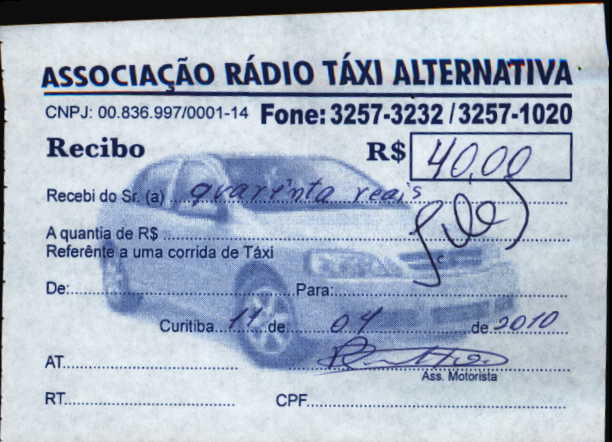 ASSOCIAÇÃO RÁDIO TÁXI ALTERNATIVA
CNPJ: 00.836.997/0001-14 Fone: 3257-3232 / 3257-1020
Recibo R$ 40,00
Recebi do Sr. (a) quarenta reais
A quantia de R$
Referênte a uma corrida de Táxi
De: Para:
Curitiba 11 de 04 de 2010
AT.
Ass. Motorista
RT. CPF.